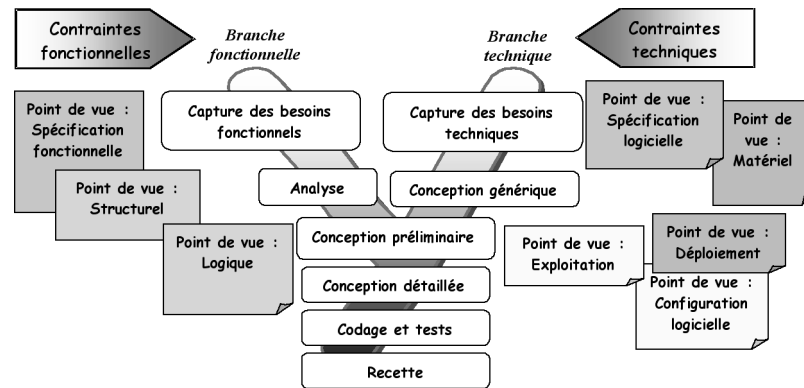 Contraintes
fonctionnelles
Branche
fonctionnelle
Branche
technique
Contraintes
techniques
Capture des besoins
fonctionnels
Capture des besoins
techniques
Point de vue :
Spécification
fonctionnelle
Point de vue :
Spécification
logicielle
Point de
vue :
Matériel
Analyse
Conception générique
Point de vue :
Structurel
Conception préliminaire
Point de vue :
Logique
Point de vue :
Exploitation
Point de vue :
Déploiement
Conception détaillée
Point de vue :
Configuration
logicielle
Codage et tests
Recette